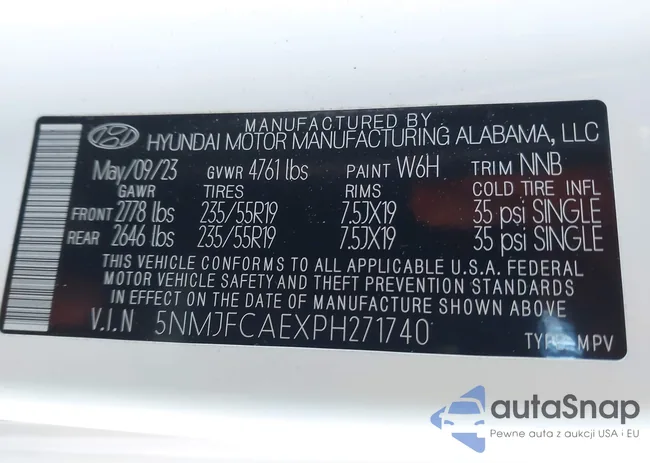 MANUFACTURED BY
HYUNDAI MOTOR MANUFACTURING ALABAMA, LLC
May/09/23 GVWR 4761 lbs PAINT W6H TRIM NNB
GAWR TIRES RIMS COLD TIRE INFL
FRONT 2778 lbs 235/55R19 7.5JX19 35 psi SINGLE
REAR 2646 lbs 235/55R19 7.5JX19 35 psi SINGLE
THIS VEHICLE CONFORMS TO ALL APPLICABLE U.S.A. FEDERAL
MOTOR VEHICLE SAFETY AND THEFT PREVENTION STANDARDS
IN EFFECT ON THE DATE OF MANUFACTURE SHOWN ABOVE
V.I.N 5NMJFCAEXPH271740
TYPE: MPV
autaSnap
Pewne auta z aukcji USA i EU